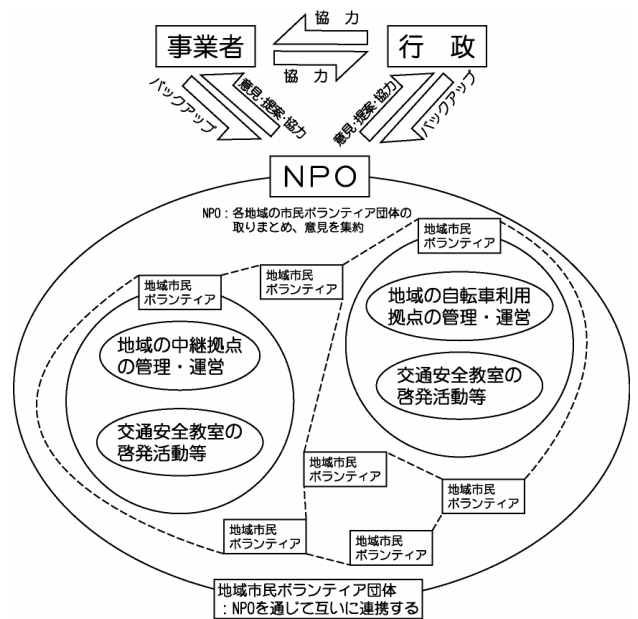 協 力
事業者
行 政
協 力
バックアップ
意見・提案・協力
意見・提案・協力
バックアップ
NPO
NPO：各地域の市民ボランティア団体の
取りまとめ、意見を集約
地域市民
ボランティア
地域市民
ボランティア
地域市民
ボランティア
地域の自転車利用
拠点の管理・運営
地域の中継拠点
の管理・運営
交通安全教室の
啓発活動等
交通安全教室の
啓発活動等
地域市民
ボランティア
地域市民
ボランティア
地域市民
ボランティア
地域市民
ボランティア
地域市民ボランティア団体
：NPOを通じて互いに連携する